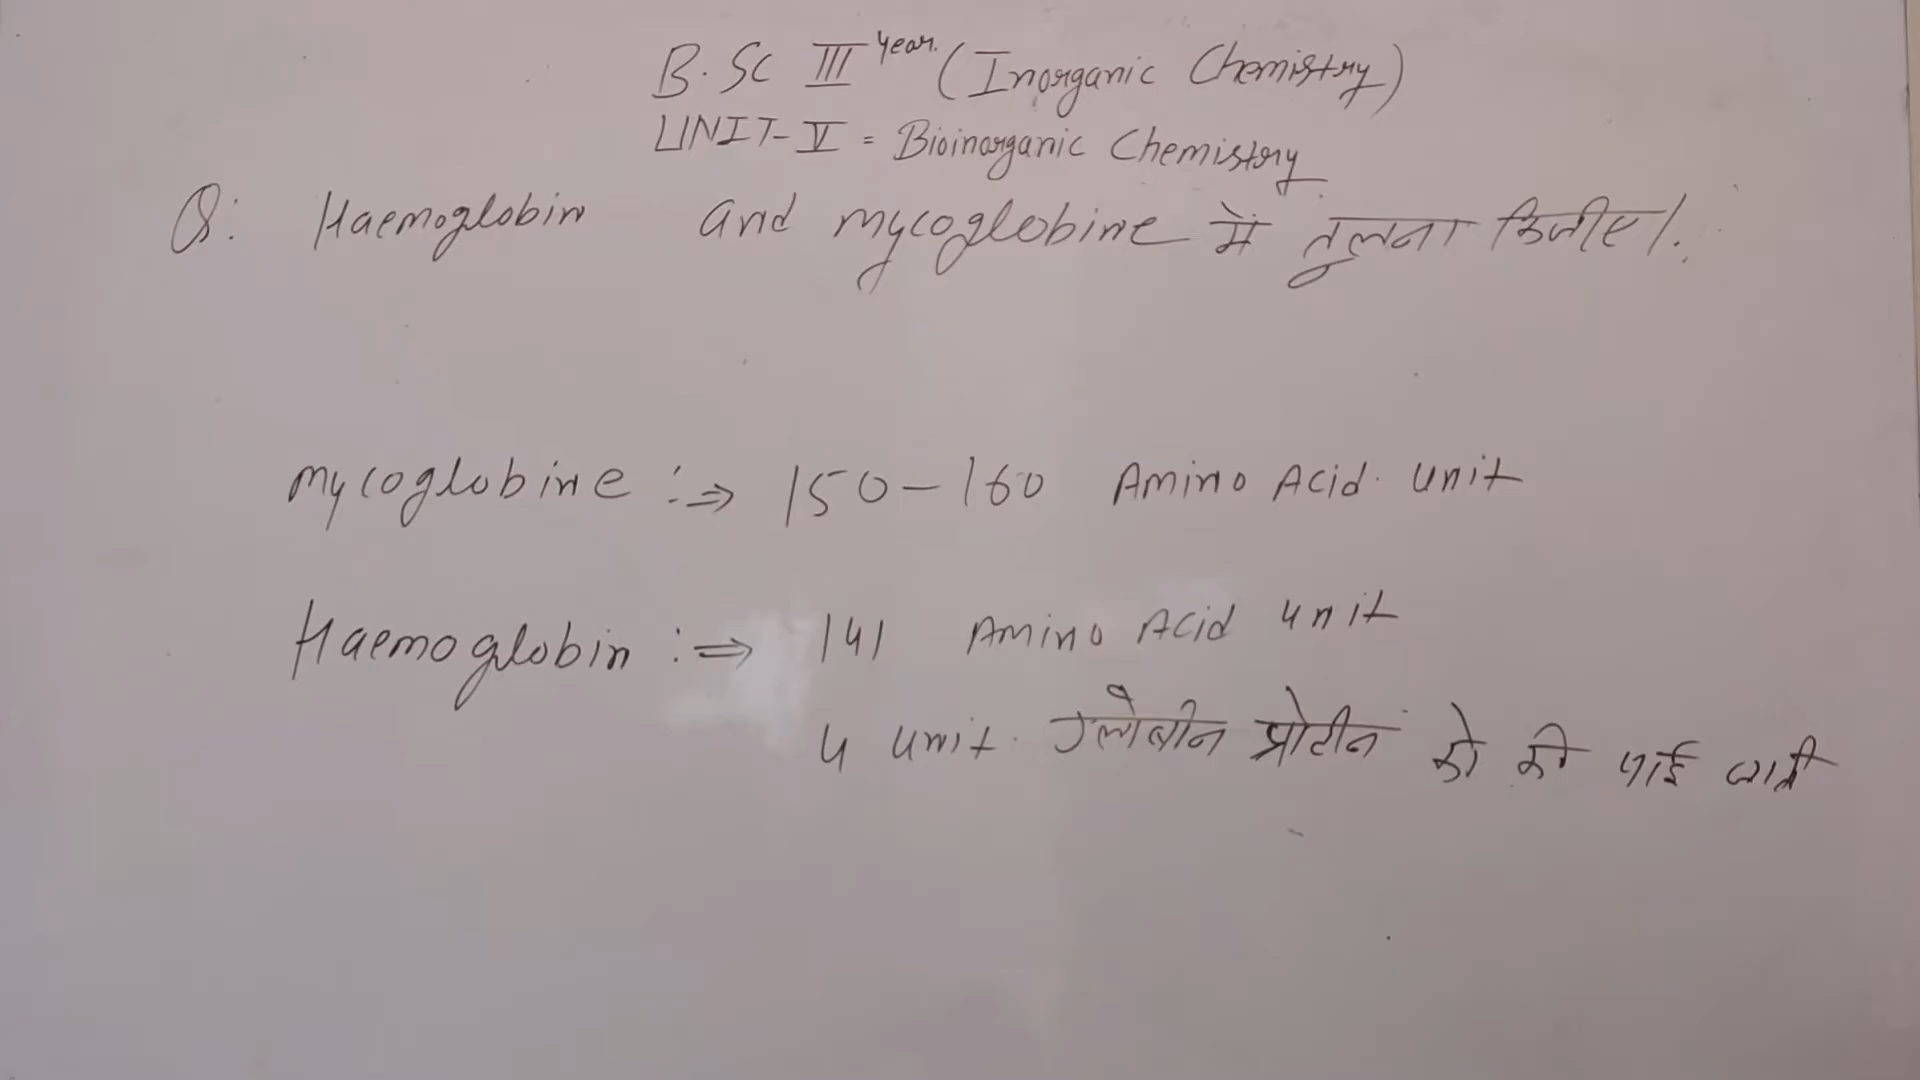 B.Sc III Year. (Inorganic Chemistry)
UNIT-V = Bioinorganic Chemistry
Q: Haemoglobin and mycoglobine में तुलना किजीए।.
mycoglobine :⇒ 150-160 Amino Acid unit
Haemoglobin :⇒ 141 Amino Acid unit
4 unit. ग्लोबीन प्रोटीन को की पाई जाती